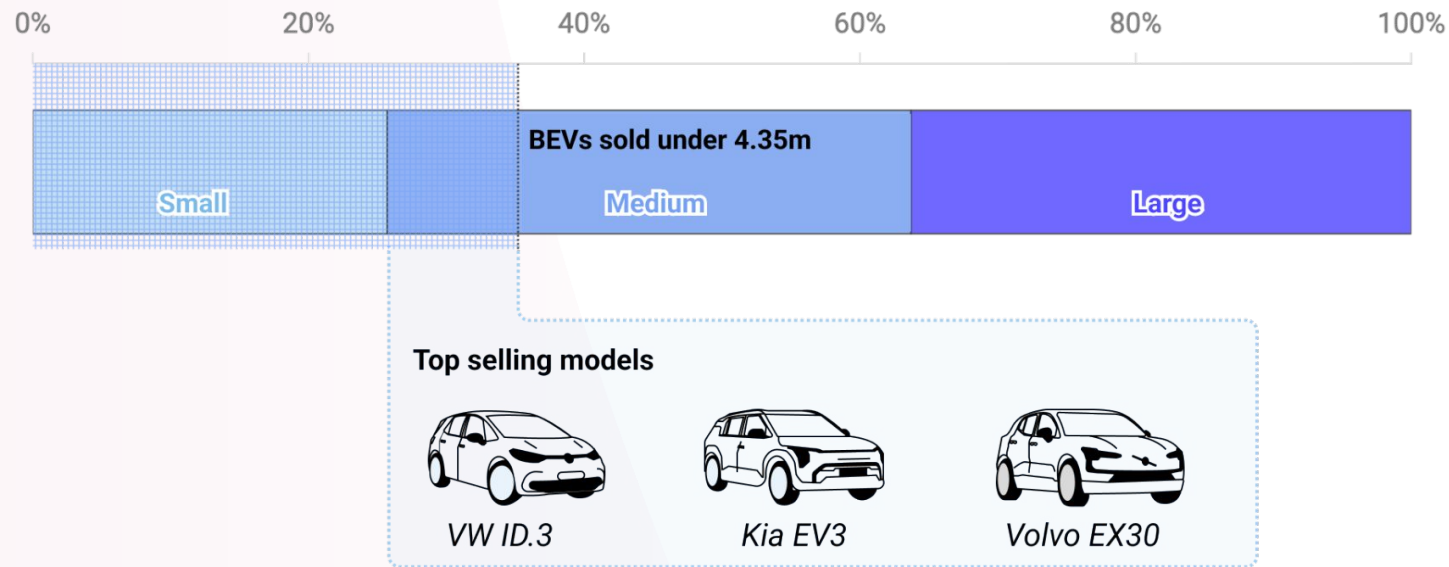 0% 20% 40% 60% 80% 100%
BEVs sold under 4.35m
Small Medium Large
Top selling models
VW ID.3 Kia EV3 Volvo EX30